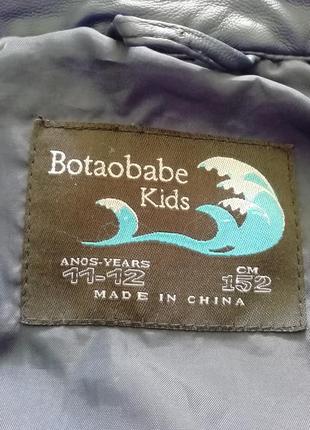 Botaobabe
Kids
ANOS-YEARS
11-12
CM
152
MADE IN CHINA